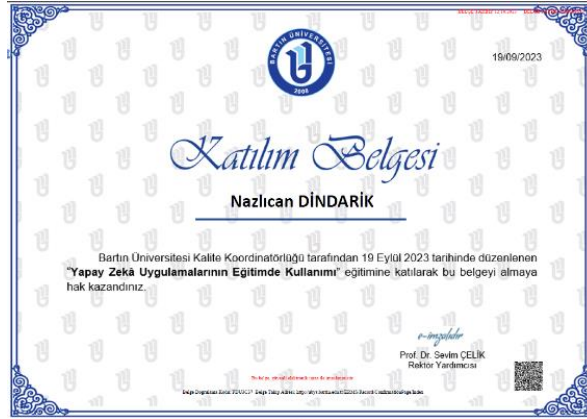 BARTIN ÜNİVERSİTESİ
2008
19/09/2023
Katılım Belgesi
Nazlıcan DİNDARİK
Bartın Üniversitesi Kalite Koordinatörlüğü tarafından 19 Eylül 2023 tarihinde düzenlenen
"Yapay Zekâ Uygulamalarının Eğitimde Kullanımı" eğitimine katılarak bu belgeyi almaya
hak kazandınız.
e-imzalıdır
Prof. Dr. Sevim ÇELİK
Rektör Yardımcısı